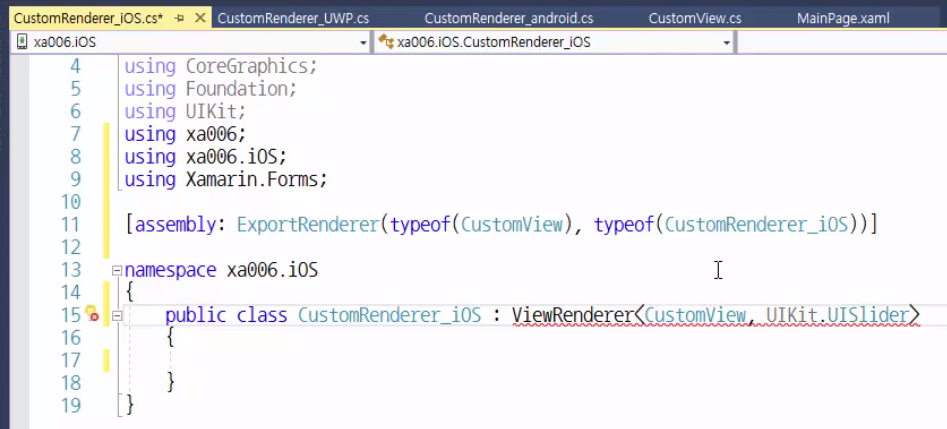 CustomRenderer_iOS.cs* CustomRenderer_UWP.cs CustomRenderer_android.cs CustomView.cs MainPage.xaml
xa006.iOS xa006.iOS.CustomRenderer_iOS
4 using CoreGraphics;
5 using Foundation;
6 using UIKit;
7 using xa006;
8 using xa006.iOS;
9 using Xamarin.Forms;
10
11 [assembly: ExportRenderer(typeof(CustomView), typeof(CustomRenderer_iOS))]
12
13 namespace xa006.iOS
14 {
15 public class CustomRenderer_iOS : ViewRenderer<CustomView, UIKit.UISlider>
16 {
17
18 }
19 }